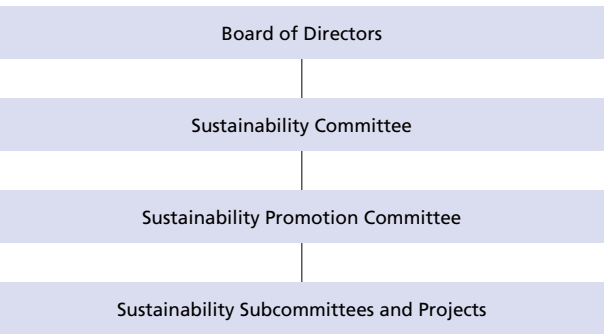 Board of Directors
Sustainability Committee
Sustainability Promotion Committee
Sustainability Subcommittees and Projects